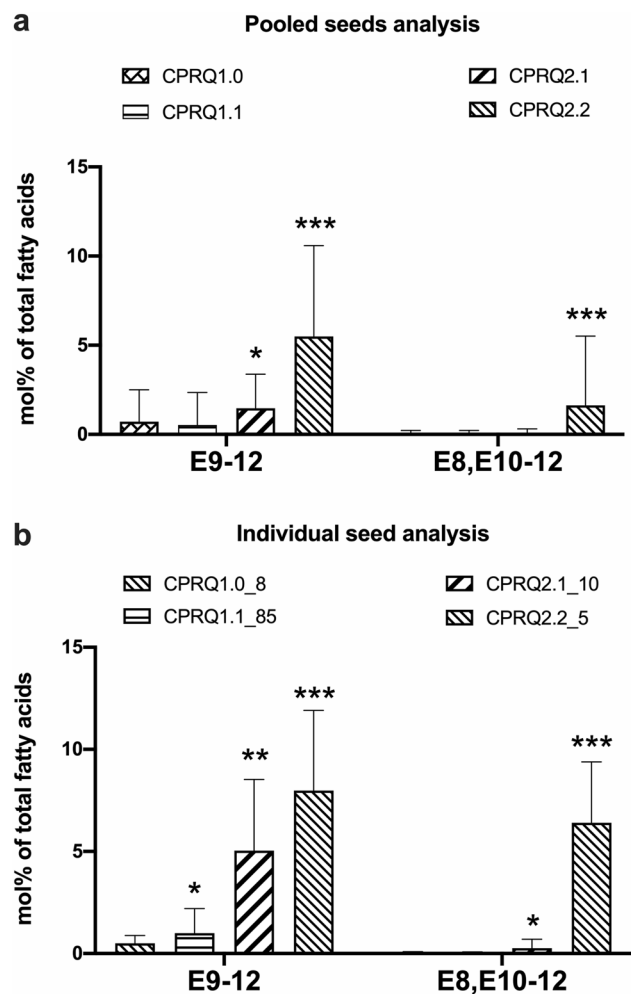 a
Pooled seeds analysis
CPRQ1.0 CPRQ2.1
CPRQ1.1 CPRQ2.2
mol% of total fatty acids
15
10
5
0
*
***
***
E9-12 E8,E10-12
b
Individual seed analysis
CPRQ1.0_8 CPRQ2.1_10
CPRQ1.1_85 CPRQ2.2_5
mol% of total fatty acids
15
10
5
0
*
**
***
*
***
E9-12 E8,E10-12